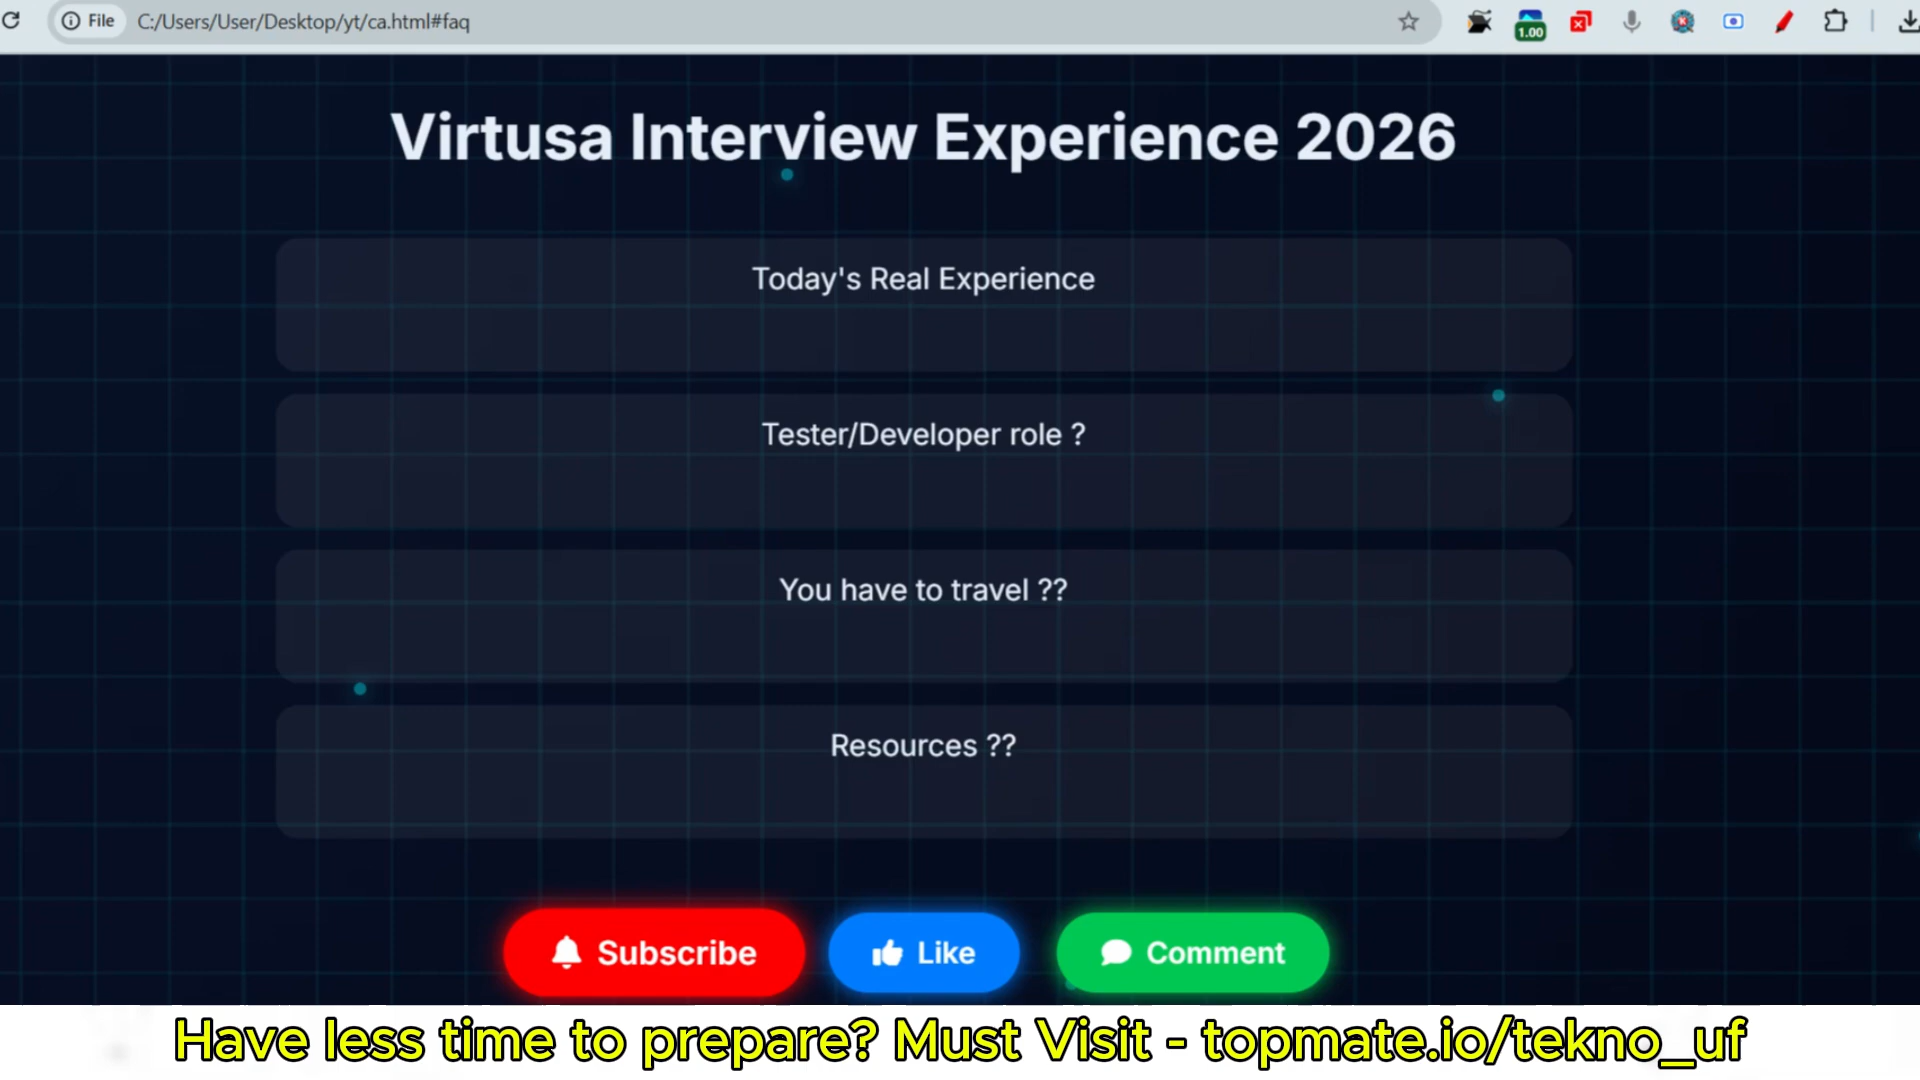 File C:/Users/User/Desktop/yt/ca.html#faq
1.00
Virtusa Interview Experience 2026
Today's Real Experience
Tester/Developer role ?
You have to travel ??
Resources ??
Subscribe Like Comment
Have less time to prepare? Must Visit - topmate.io/tekno_uf